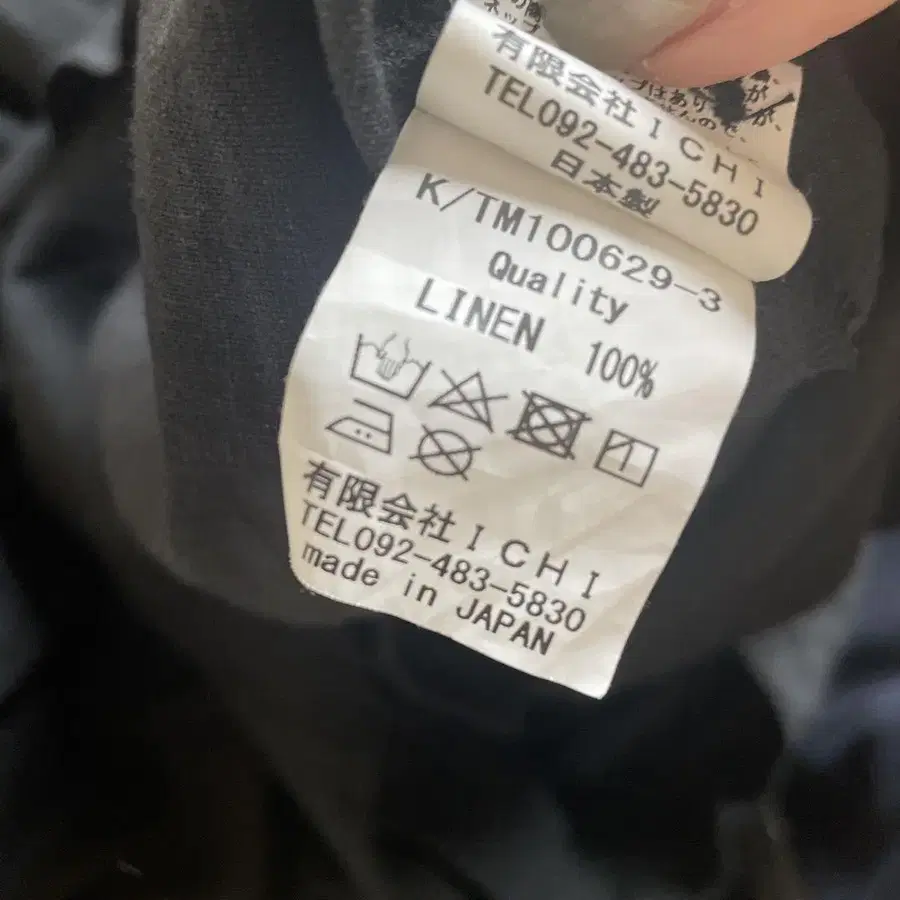 有限会社ICHI
TEL092-483-5830
日本製
K/TM100629-3
Quality
LINEN 100%
有限会社ICHI
TEL092-483-5830
made in JAPAN